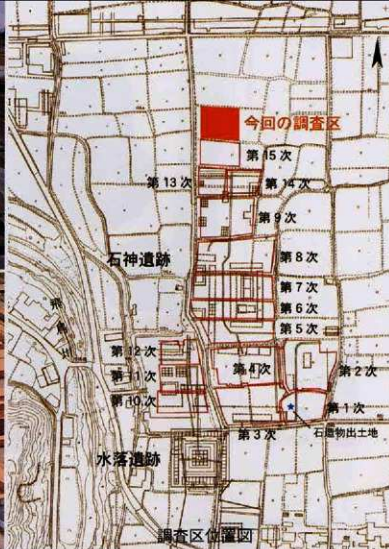 今回の調査区
第15次
第13次
第14次
第9次
石神遺跡
第8次
第7次
第6次
第5次
第12次
第11次
第10次
第4次
第2次
第1次
第3次
石造物出土地
水落遺跡
調査区位置図
飛鳥川